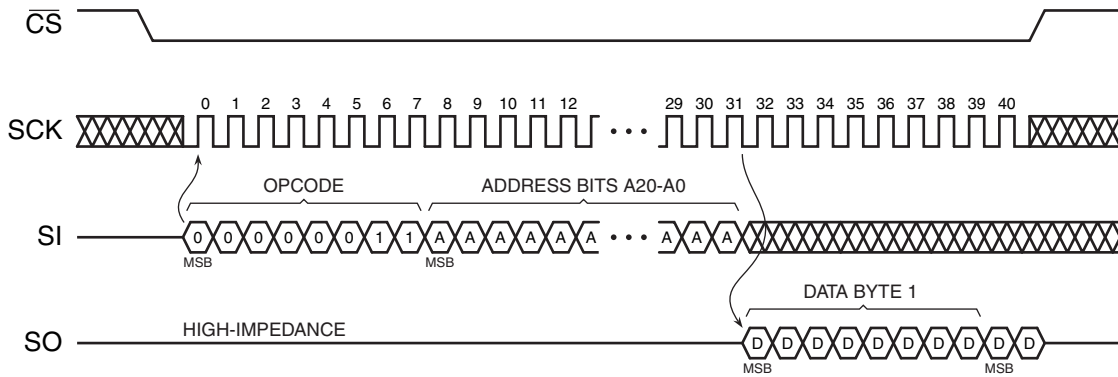 CS
0 1 2 3 4 5 6 7 8 9 10 11 12 29 30 31 32 33 34 35 36 37 38 39 40
SCK
OPCODE ADDRESS BITS A20-A0
SI 0 0 0 0 0 0 1 1 A A A A A A A A A
MSB MSB
DATA BYTE 1
HIGH-IMPEDANCE
SO D D D D D D D D D D
MSB MSB